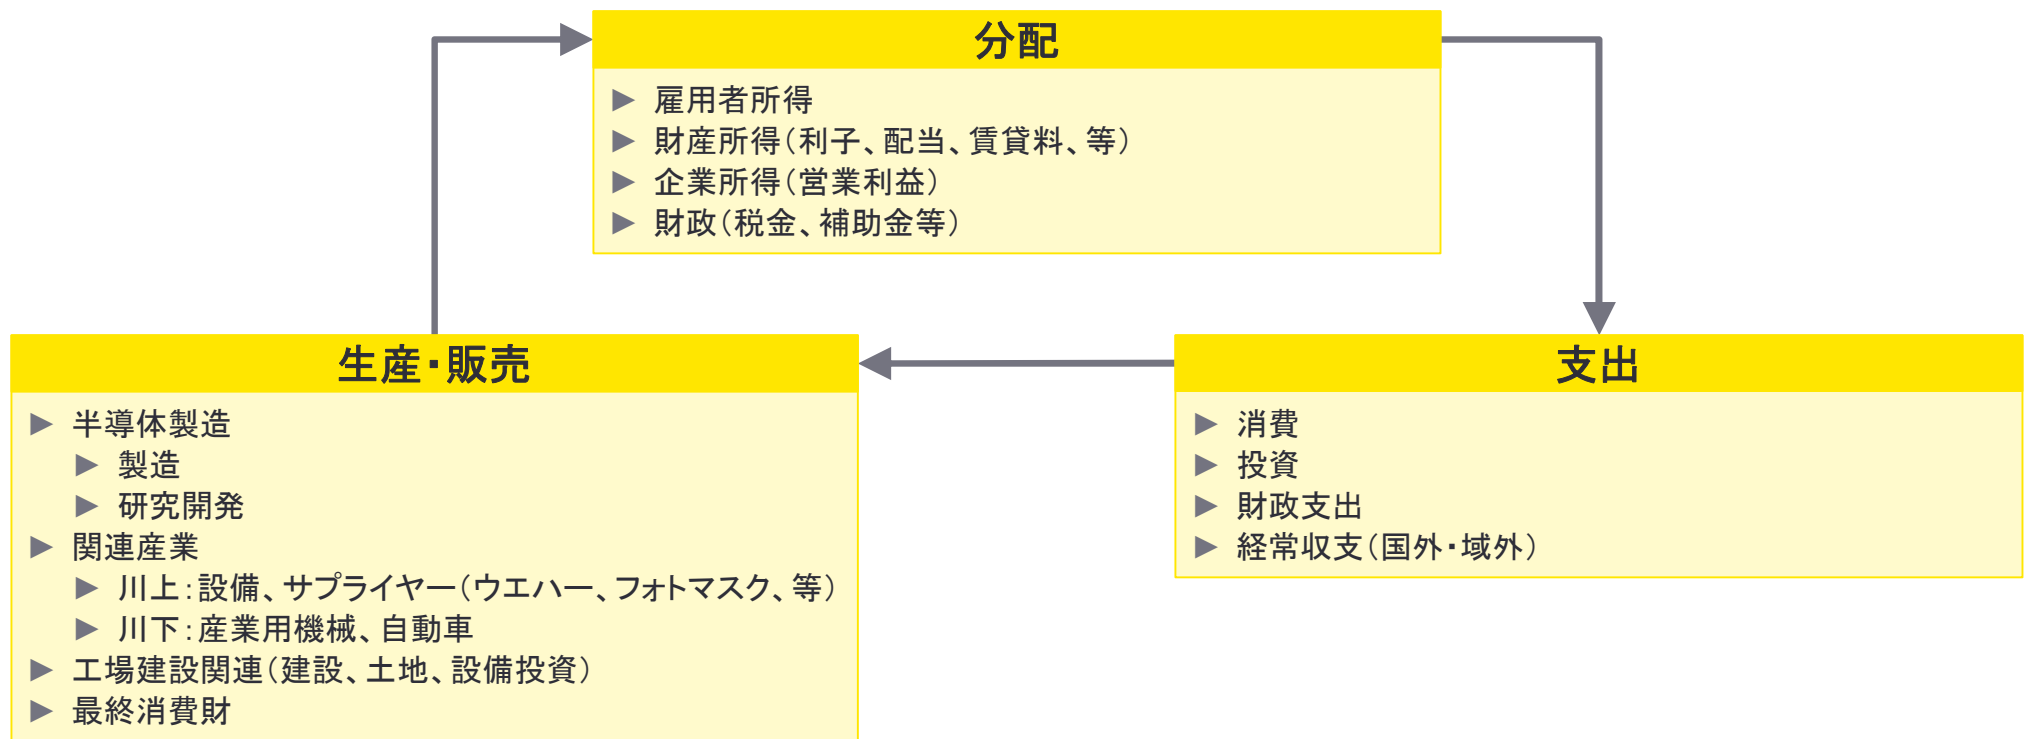 分配
雇用者所得
財産所得(利子、配当、賃貸料、等)
企業所得(営業利益)
財政(税金、補助金等)
生産・販売
半導体製造
製造
研究開発
関連産業
川上:設備、サプライヤー(ウエハー、フォトマスク、等)
川下:産業用機械、自動車
工場建設関連(建設、土地、設備投資)
最終消費財
支出
消費
投資
財政支出
経常収支(国外・域外)